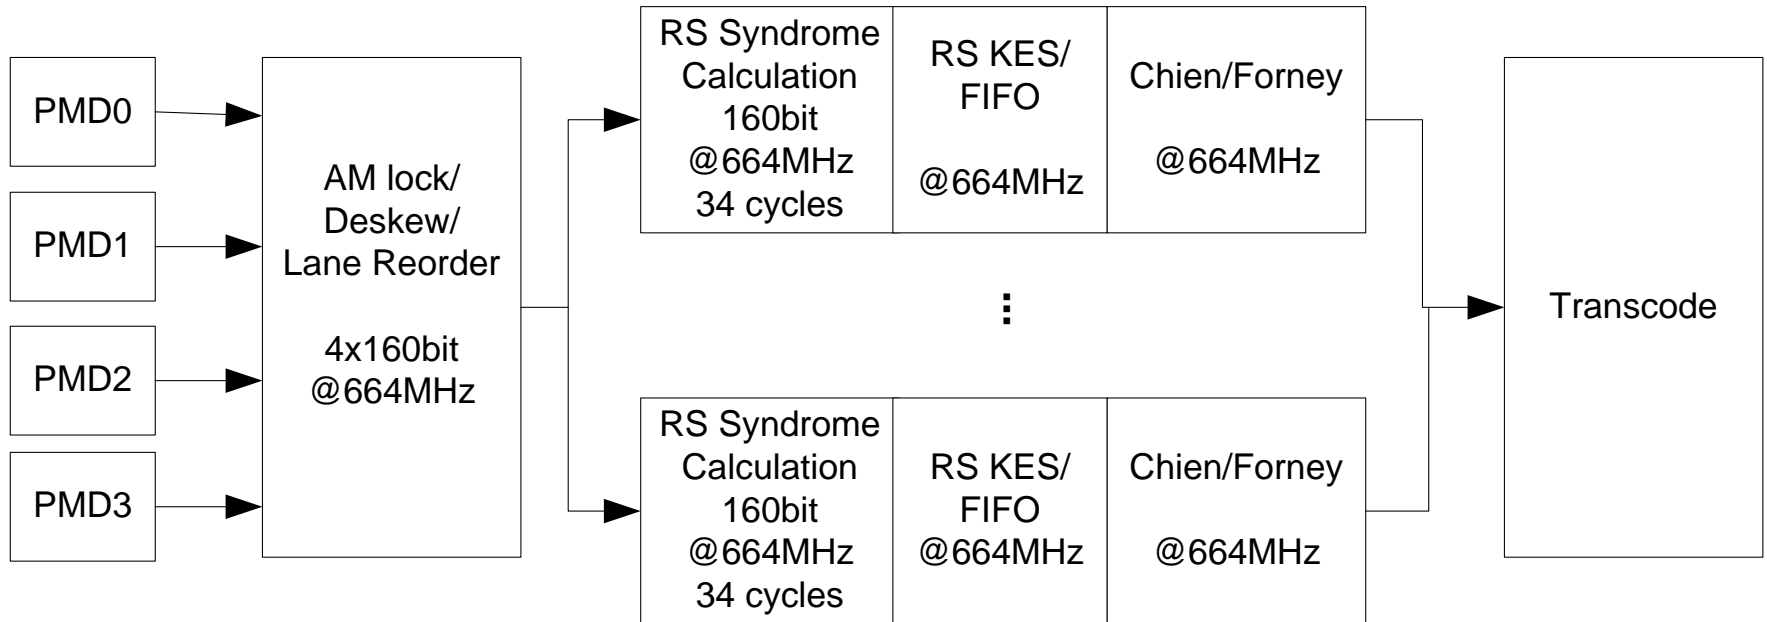 PMD0
PMD1
PMD2
PMD3
AM lock/
Deskew/
Lane Reorder
4x160bit
@664MHz
RS Syndrome
Calculation
160bit
@664MHz
34 cycles
RS KES/
FIFO
@664MHz
Chien/Forney
@664MHz
RS Syndrome
Calculation
160bit
@664MHz
34 cycles
RS KES/
FIFO
@664MHz
Chien/Forney
@664MHz
Transcode